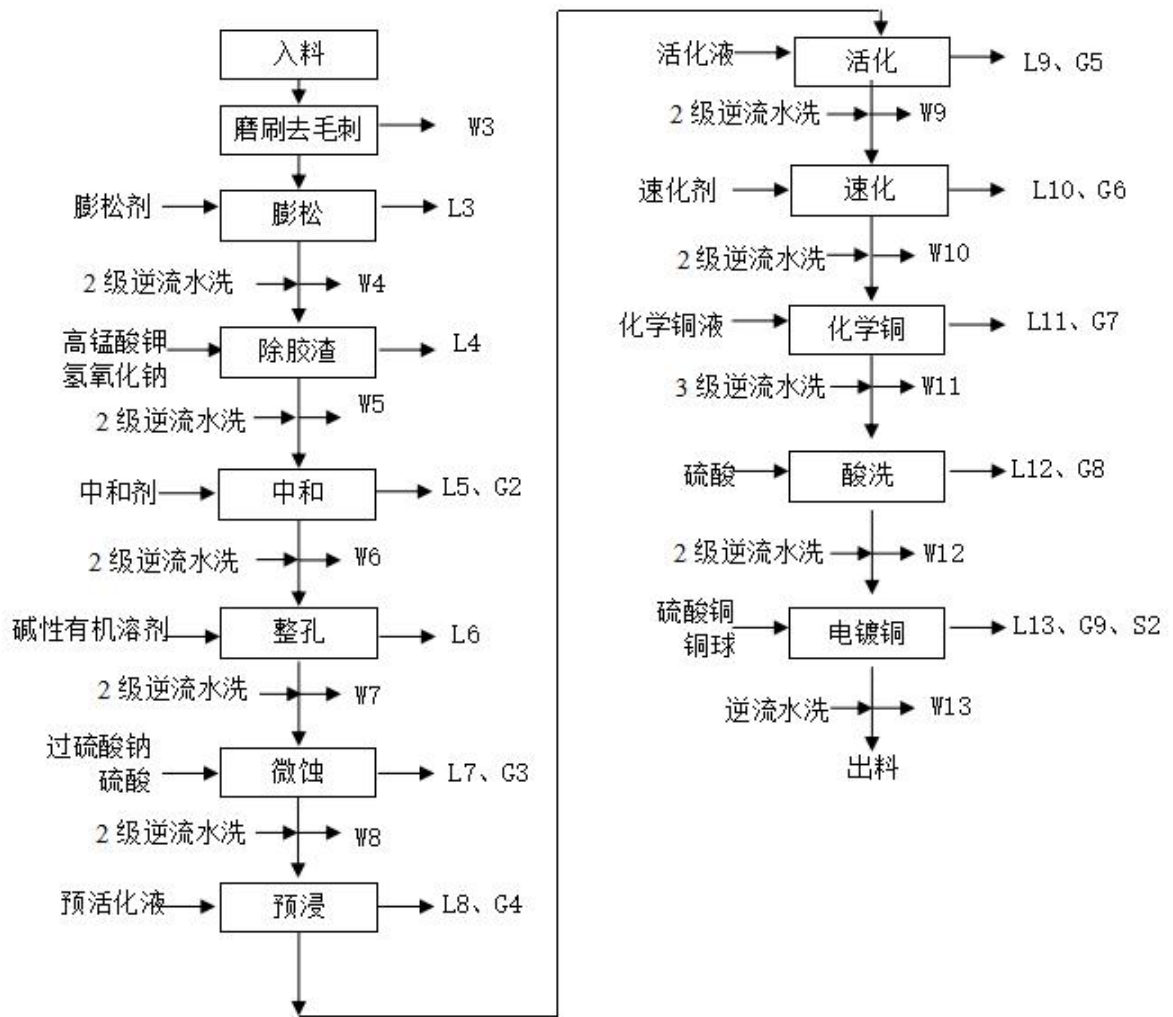 入料
磨刷去毛刺
W3
膨松剂
膨松
L3
2级逆流水洗
W4
高锰酸钾
氢氧化钠
除胶渣
L4
2级逆流水洗
W5
中和剂
中和
L5、G2
2级逆流水洗
W6
碱性有机溶剂
整孔
L6
2级逆流水洗
W7
过硫酸钠
硫酸
微蚀
L7、G3
2级逆流水洗
W8
预活化液
预浸
L8、G4
活化液
活化
L9、G5
2级逆流水洗
W9
速化剂
速化
L10、G6
2级逆流水洗
W10
化学铜液
化学铜
L11、G7
3级逆流水洗
W11
硫酸
酸洗
L12、G8
2级逆流水洗
W12
硫酸铜
铜球
电镀铜
L13、G9、S2
逆流水洗
W13
出料